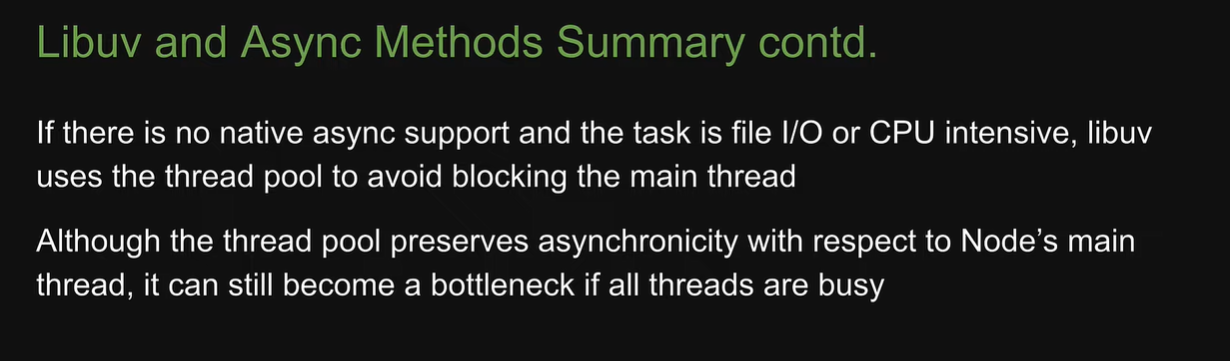 Libuv and Async Methods Summary contd.
If there is no native async support and the task is file I/O or CPU intensive, libuv
uses the thread pool to avoid blocking the main thread
Although the thread pool preserves asynchronicity with respect to Node’s main
thread, it can still become a bottleneck if all threads are busy